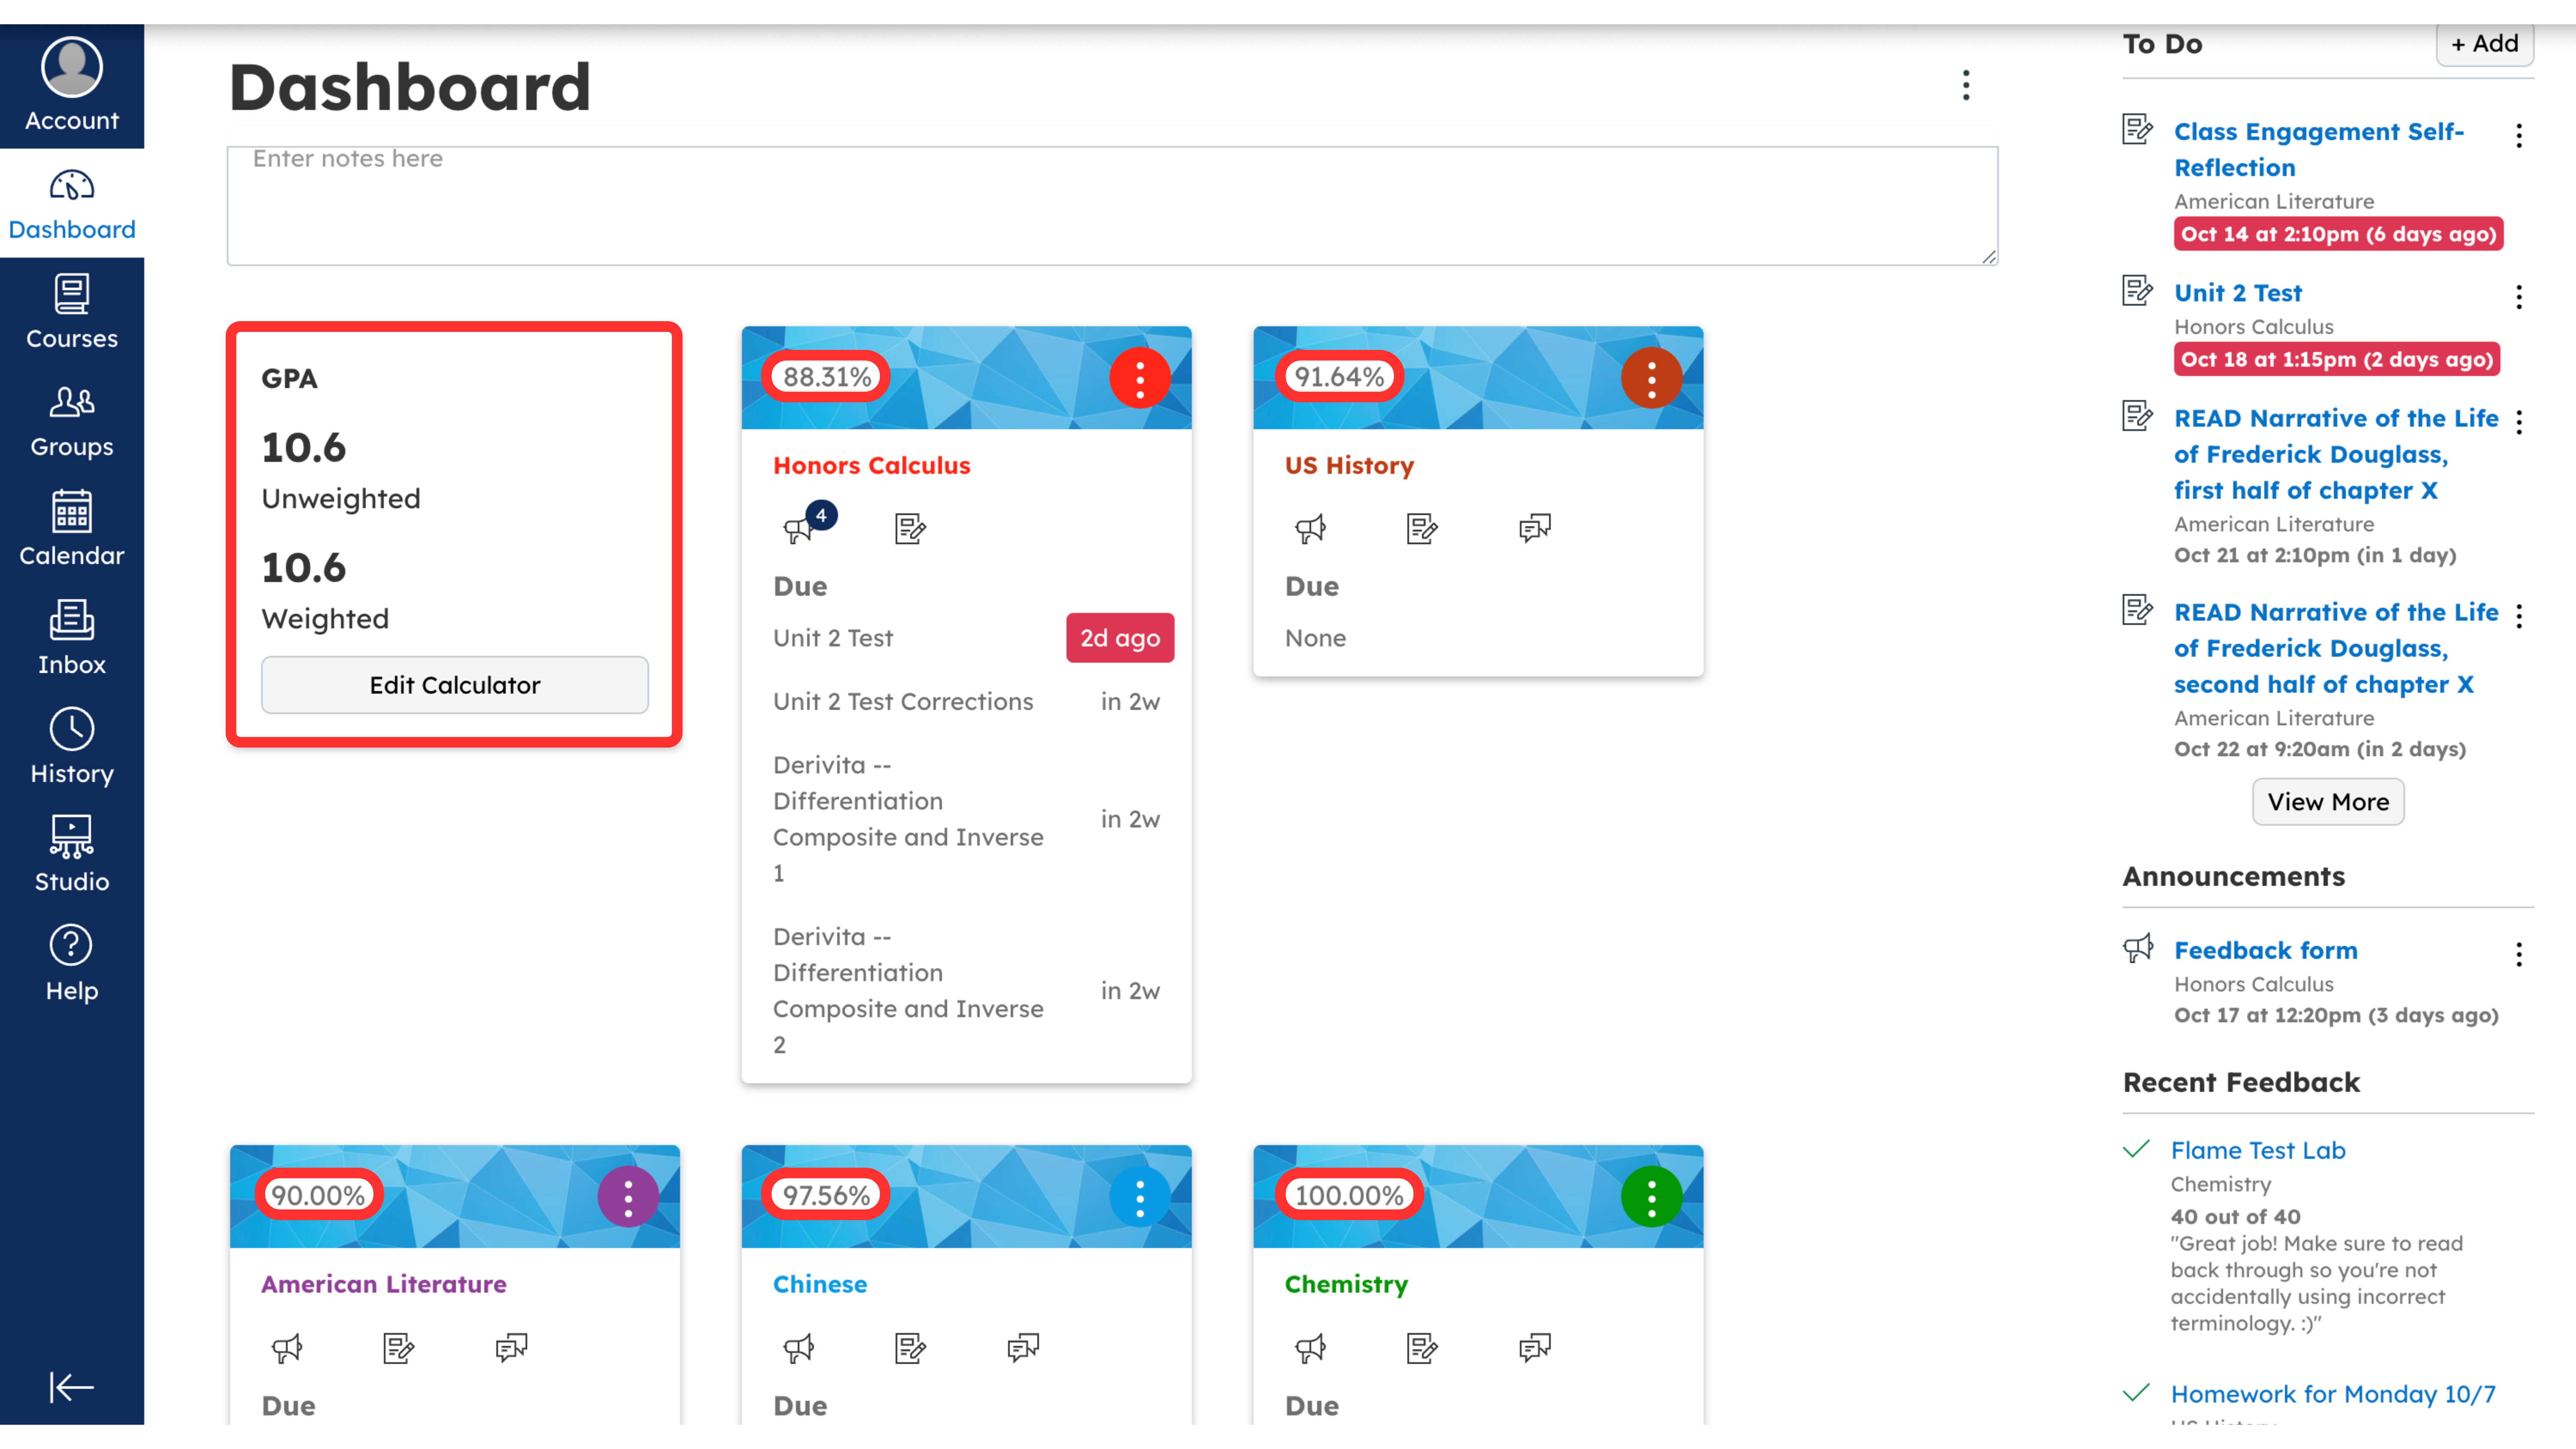 Account
Dashboard
Courses
Groups
Calendar
Inbox
History
Studio
Help
Dashboard
Enter notes here
GPA
10.6
Unweighted
10.6
Weighted
Edit Calculator
88.31%
Honors Calculus
4
Due
Unit 2 Test 2d ago
Unit 2 Test Corrections in 2w
Derivita --
Differentiation
Composite and Inverse in 2w
1
Derivita --
Differentiation
Composite and Inverse in 2w
2
91.64%
US History
Due
None
90.00%
American Literature
Due
97.56%
Chinese
Due
100.00%
Chemistry
Due
To Do
+ Add
Class Engagement Self-
Reflection
American Literature
Oct 14 at 2:10pm (6 days ago)
Unit 2 Test
Honors Calculus
Oct 18 at 1:15pm (2 days ago)
READ Narrative of the Life
of Frederick Douglass,
first half of chapter X
American Literature
Oct 21 at 2:10pm (in 1 day)
READ Narrative of the Life
of Frederick Douglass,
second half of chapter X
American Literature
Oct 22 at 9:20am (in 2 days)
View More
Announcements
Feedback form
Honors Calculus
Oct 17 at 12:20pm (3 days ago)
Recent Feedback
Flame Test Lab
Chemistry
40 out of 40
"Great job! Make sure to read
back through so you're not
accidentally using incorrect
terminology. :)"
Homework for Monday 10/7